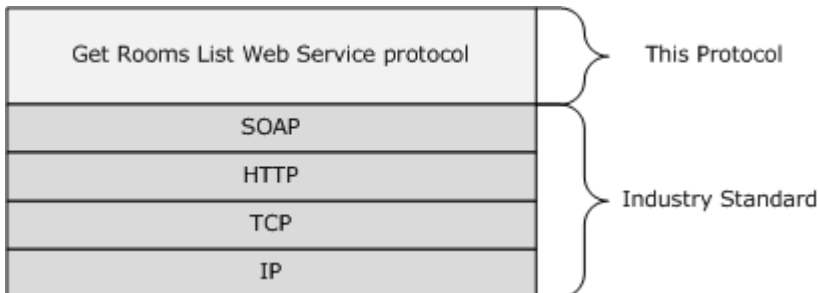 Get Rooms List Web Service protocol
This Protocol
SOAP
HTTP
TCP
IP
Industry Standard